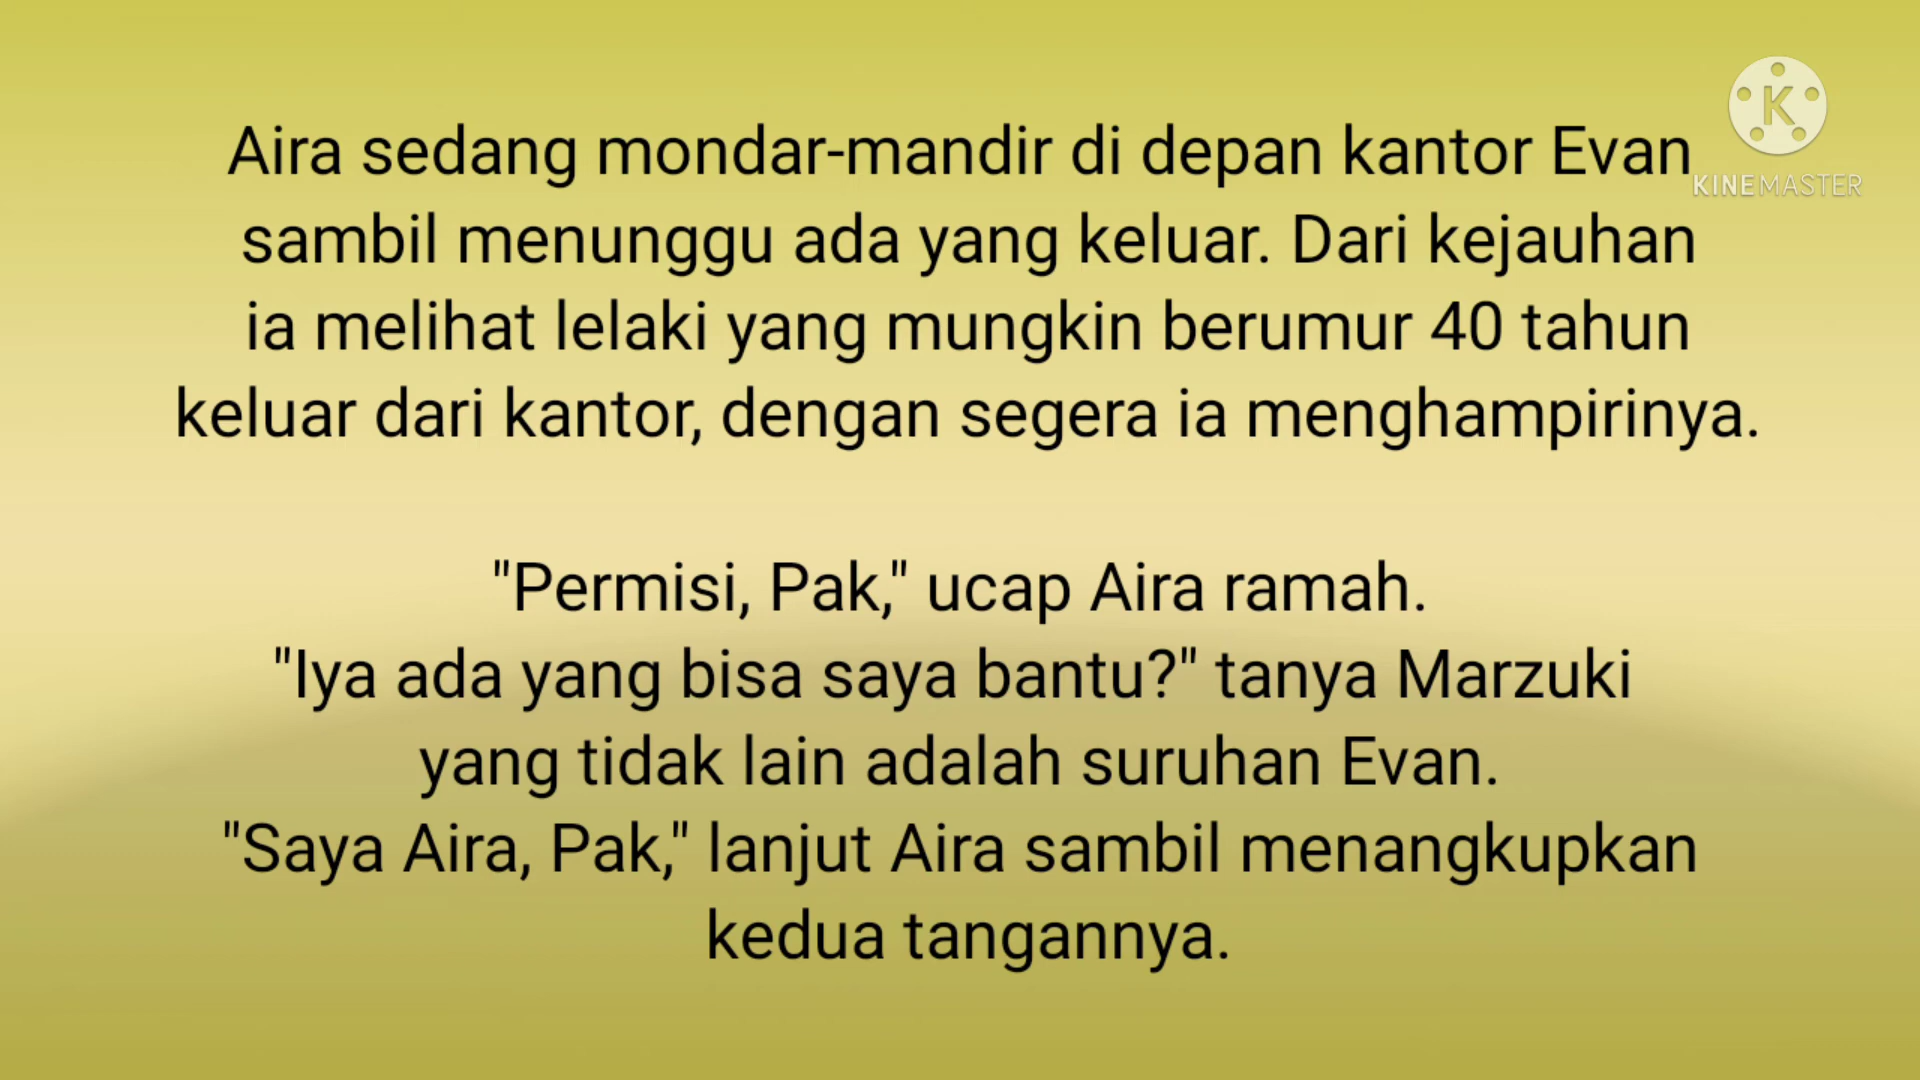 Aira sedang mondar-mandir di depan kantor Evan
sambil menunggu ada yang keluar. Dari kejauhan
ia melihat lelaki yang mungkin berumur 40 tahun
keluar dari kantor, dengan segera ia menghampirinya.
"Permisi, Pak," ucap Aira ramah.
"Iya ada yang bisa saya bantu?" tanya Marzuki
yang tidak lain adalah suruhan Evan.
"Saya Aira, Pak," lanjut Aira sambil menangkupkan
kedua tangannya.
K
KINEMASTER